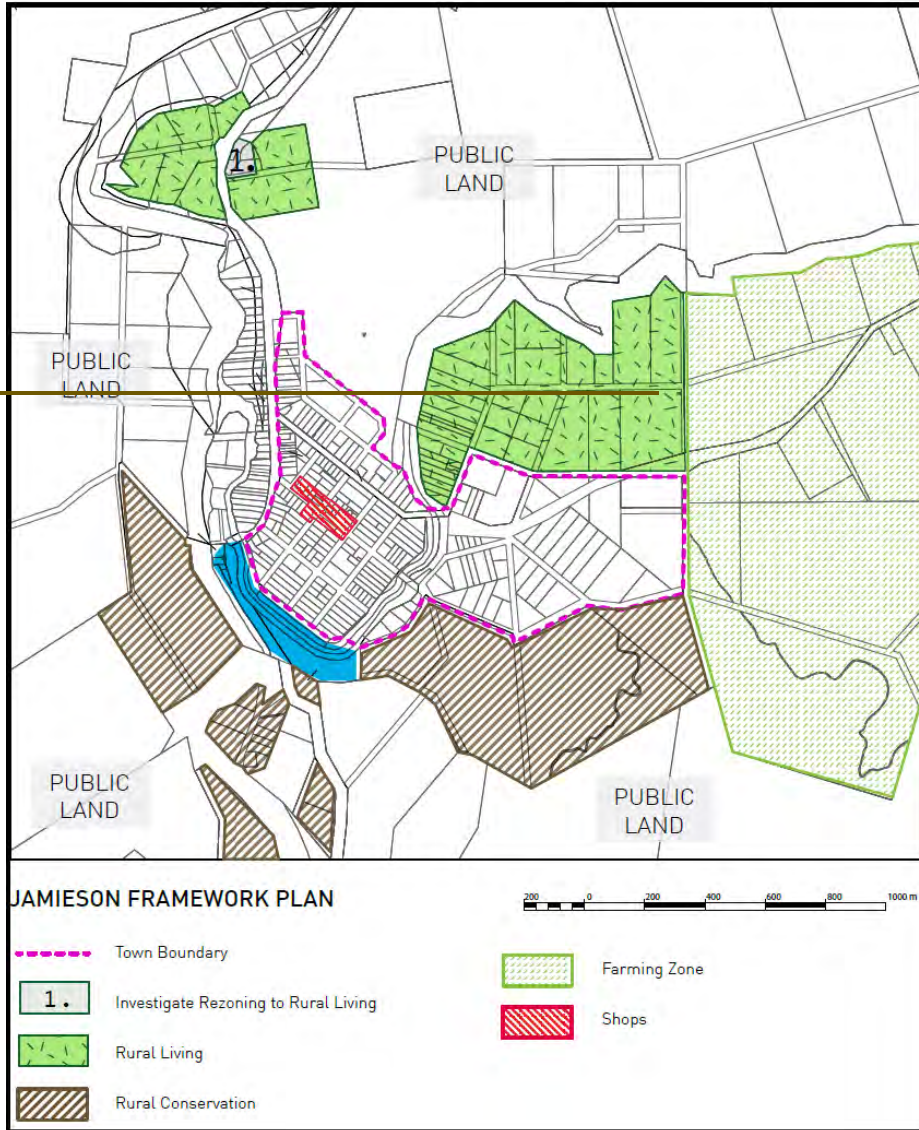 1.
PUBLIC
LAND
PUBLIC
LAND
PUBLIC
LAND
PUBLIC
LAND
JAMIESON FRAMEWORK PLAN
200 0 200 400 600 800 1000 m
Town Boundary
1. Investigate Rezoning to Rural Living
Rural Living
Rural Conservation
Farming Zone
Shops